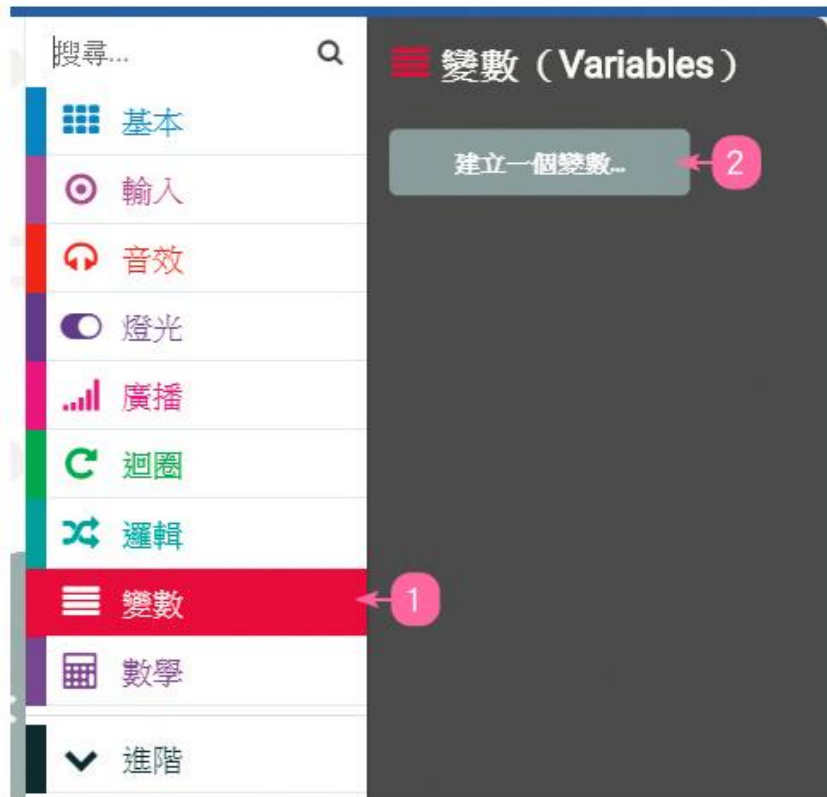 搜尋...
基本
輸入
音效
燈光
廣播
迴圈
邏輯
變數
1
數學
進階
變數（Variables）
建立一個變數...
2